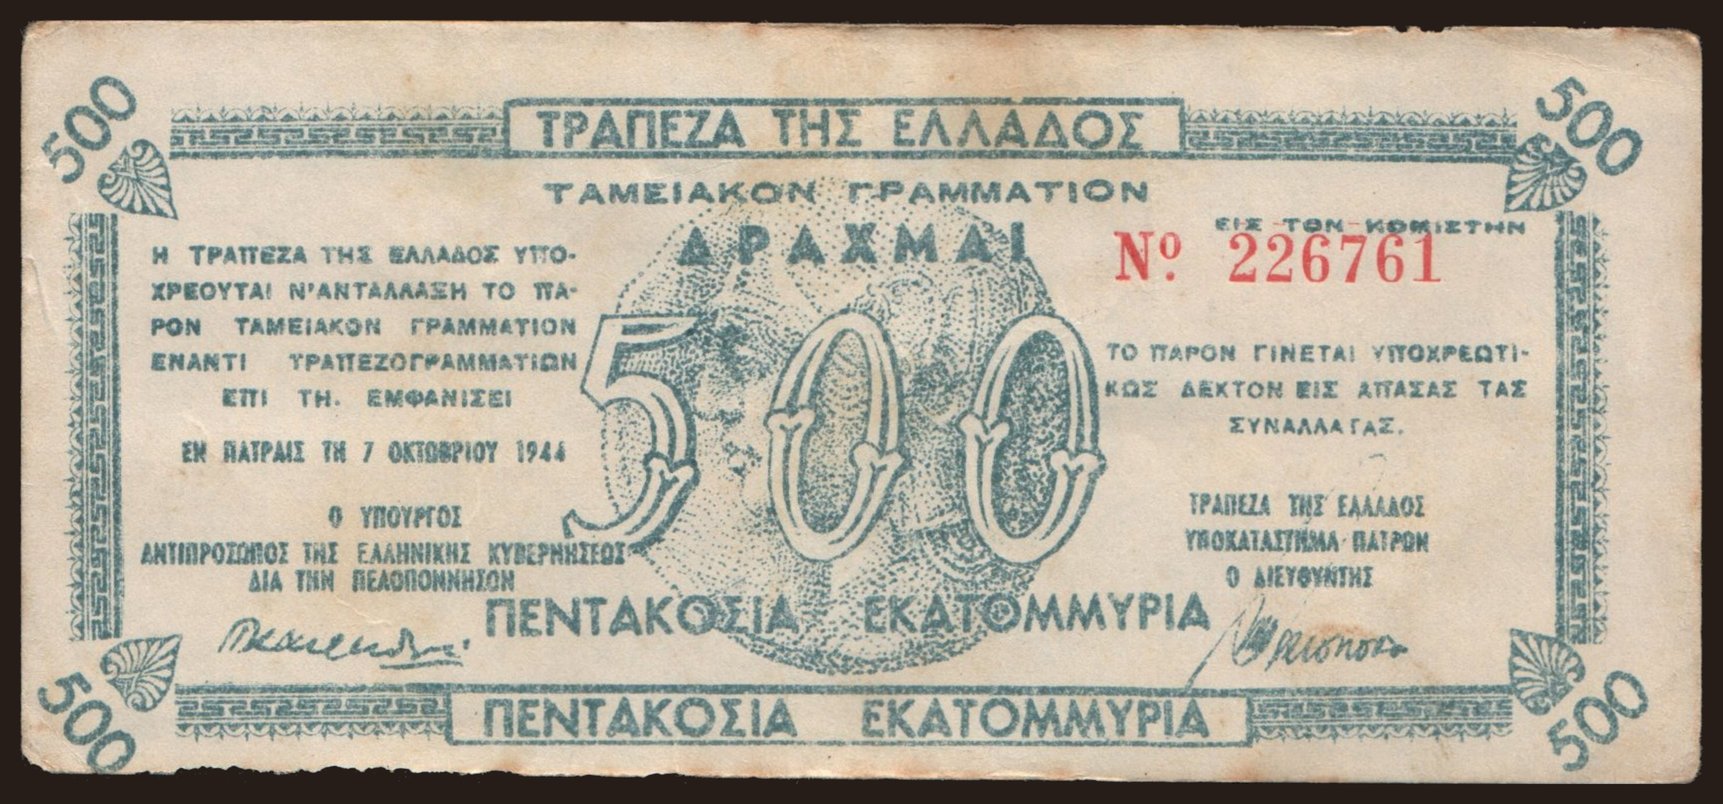 500
500
ΤΡΑΠΕΖΑ ΤΗΣ ΕΛΛΑΔΟΣ
ΤΑΜΕΙΑΚΟΝ ΓΡΑΜΜΑΤΙΟΝ
ΕΙΣ ΤΟΝ ΚΟΜΙΣΤΗΝ
ΔΡΑΧΜΑΙ
Nº. 226761
Η ΤΡΑΠΕΖΑ ΤΗΣ ΕΛΛΑΔΟΣ ΥΠΟ-
ΧΡΕΟΥΤΑΙ Ν'ΑΝΤΑΛΛΑΞΗ ΤΟ ΠΑ-
ΡΟΝ ΤΑΜΕΙΑΚΟΝ ΓΡΑΜΜΑΤΙΟΝ
ΕΝΑΝΤΙ ΤΡΑΠΕΖΟΓΡΑΜΜΑΤΙΩΝ
ΕΠΙ ΤΗ. ΕΜΦΑΝΙΣΕΙ
ΕΝ ΠΑΤΡΑΙΣ ΤΗ 7 ΟΚΤΩΒΡΙΟΥ 1944
500
ΤΟ ΠΑΡΟΝ ΓΙΝΕΤΑΙ ΥΠΟΧΡΕΩΤΙ-
ΚΩΣ ΔΕΚΤΟΝ ΕΙΣ ΑΠΑΣΑΣ ΤΑΣ
ΣΥΝΑΛΛΑΓΑΣ.
Ο ΥΠΟΥΡΓΟΣ
ΑΝΤΙΠΡΟΣΩΠΟΣ ΤΗΣ ΕΛΛΗΝΙΚΗΣ ΚΥΒΕΡΝΗΣΕΩΣ
ΔΙΑ ΤΗΝ ΠΕΛΟΠΟΝΝΗΣΟΝ
ΤΡΑΠΕΖΑ ΤΗΣ ΕΛΛΑΔΟΣ
ΥΠΟΚΑΤΑΣΤΗΜΑ ΠΑΤΡΩΝ
Ο ΔΙΕΥΘΥΝΤΗΣ
ΠΕΝΤΑΚΟΣΙΑ ΕΚΑΤΟΜΜΥΡΙΑ
ΠΕΝΤΑΚΟΣΙΑ ΕΚΑΤΟΜΜΥΡΙΑ
500
500